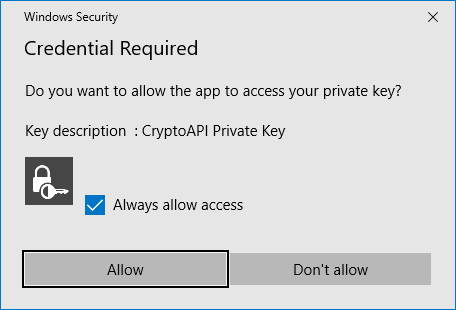 Windows Security
Credential Required
Do you want to allow the app to access your private key?
Key description : CryptoAPI Private Key
Always allow access
Allow
Don't allow